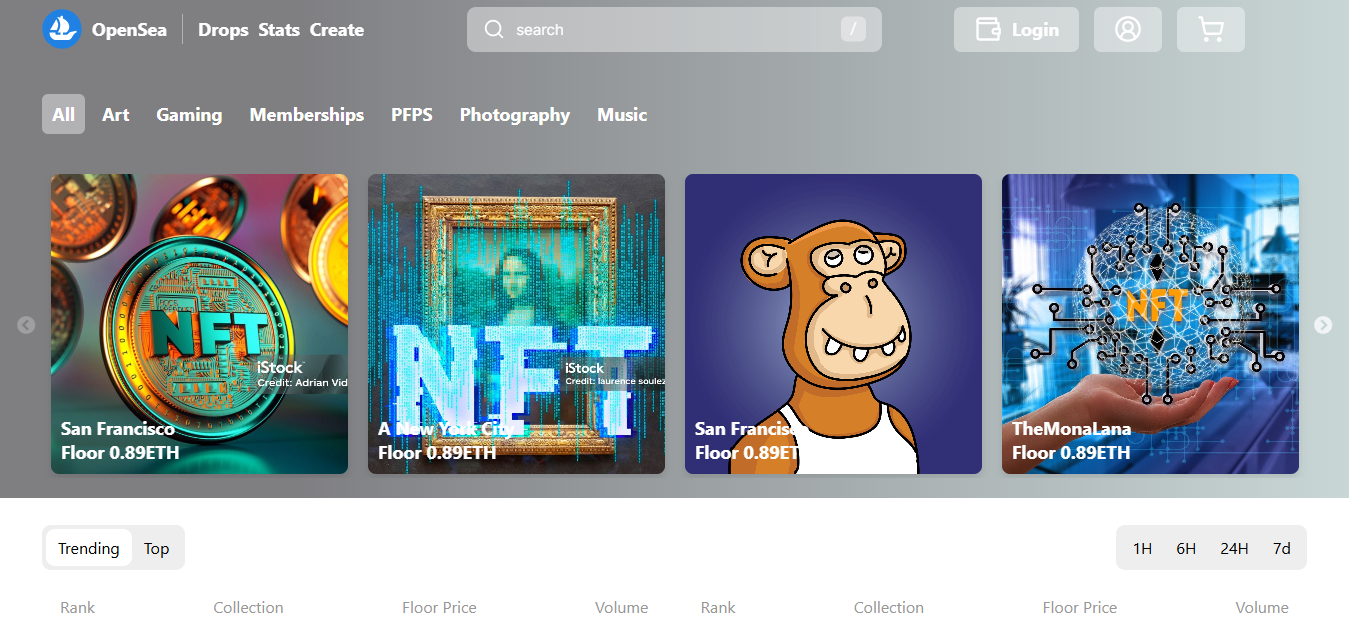 OpenSea
Drops Stats Create
search
/
Login
All
Art
Gaming
Memberships
PFPS
Photography
Music
NFT
iStock
Credit: Adrian Vid
San Francisco
Floor 0.89ETH
NFT
iStock
Credit: laurence soulez
A New York City
Floor 0.89ETH
San Francisc
Floor 0.89ET
NFT
TheMonaLana
Floor 0.89ETH
Trending
Top
1H
6H
24H
7d
Rank
Collection
Floor Price
Volume
Rank
Collection
Floor Price
Volume